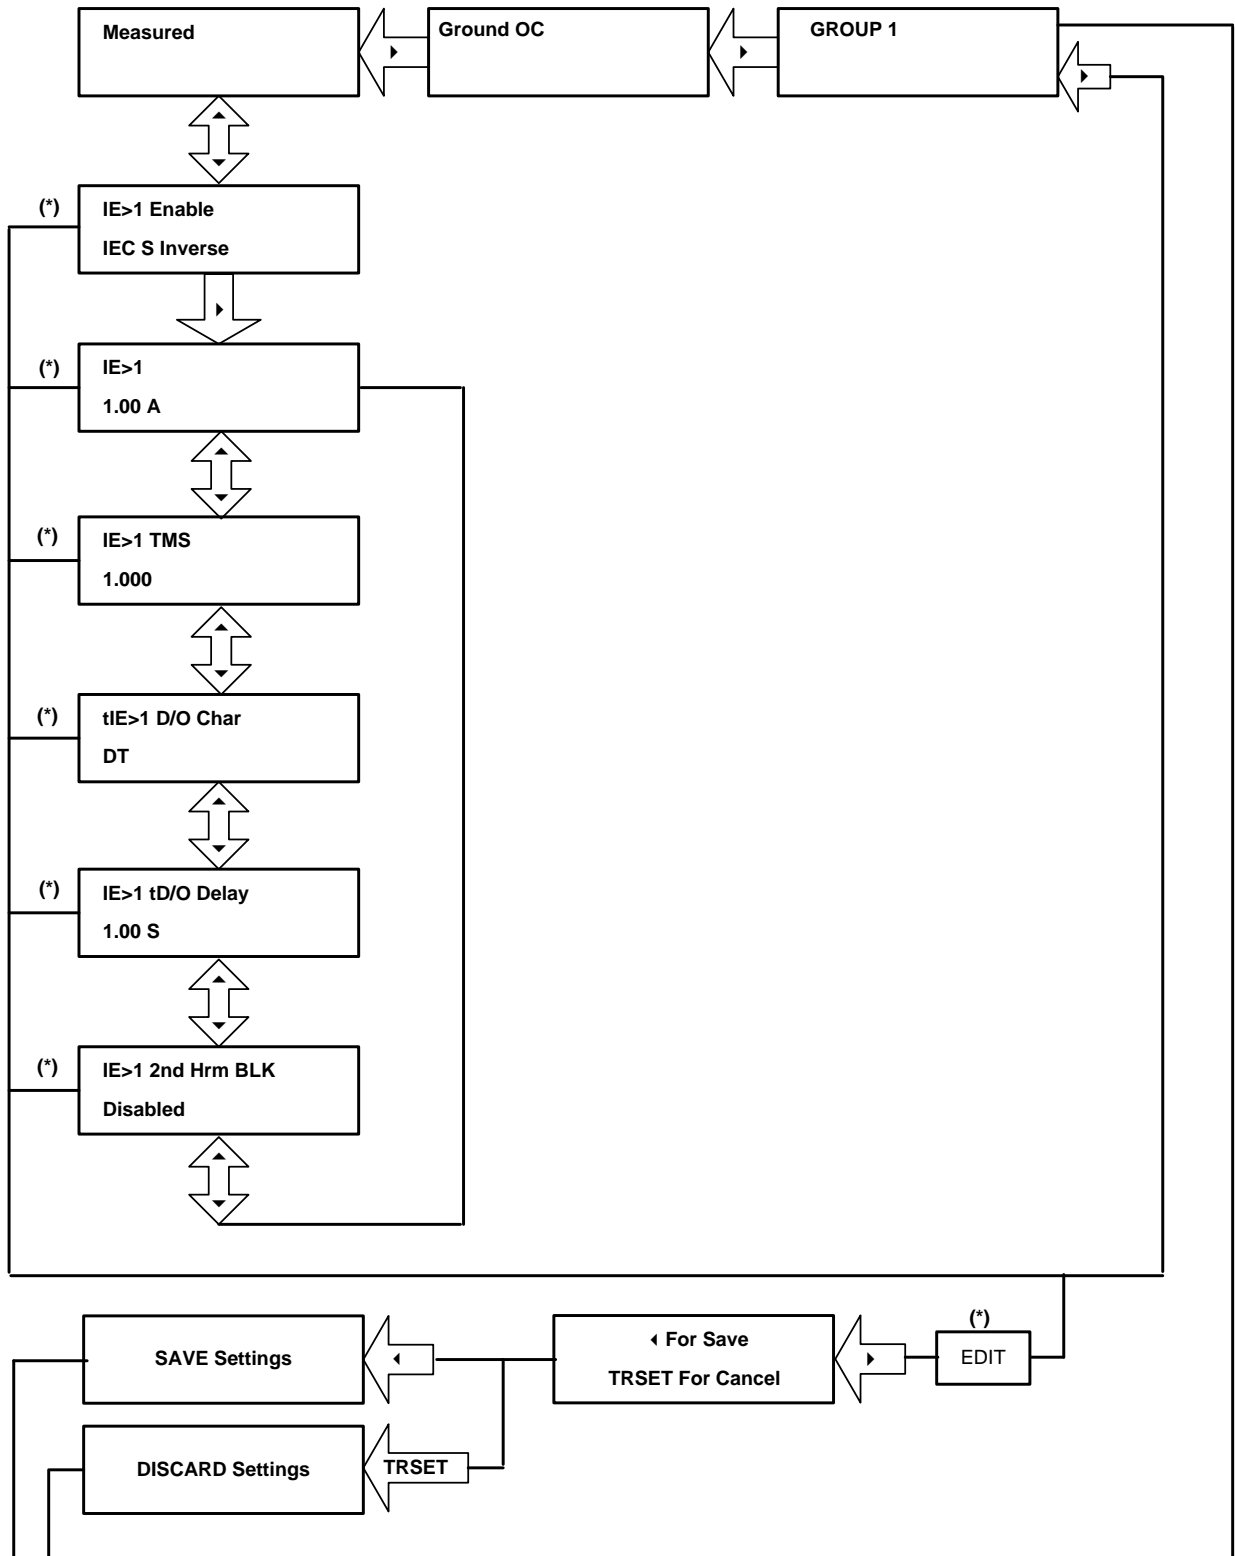 Measured
Ground OC
GROUP 1
(*)
IE>1 Enable
IEC S Inverse
(*)
IE>1
1.00 A
(*)
IE>1 TMS
1.000
(*)
tIE>1 D/O Char
DT
(*)
IE>1 tD/O Delay
1.00 S
(*)
IE>1 2nd Hrm BLK
Disabled
(*)
SAVE Settings
For Save
TRSET For Cancel
EDIT
DISCARD Settings
TRSET